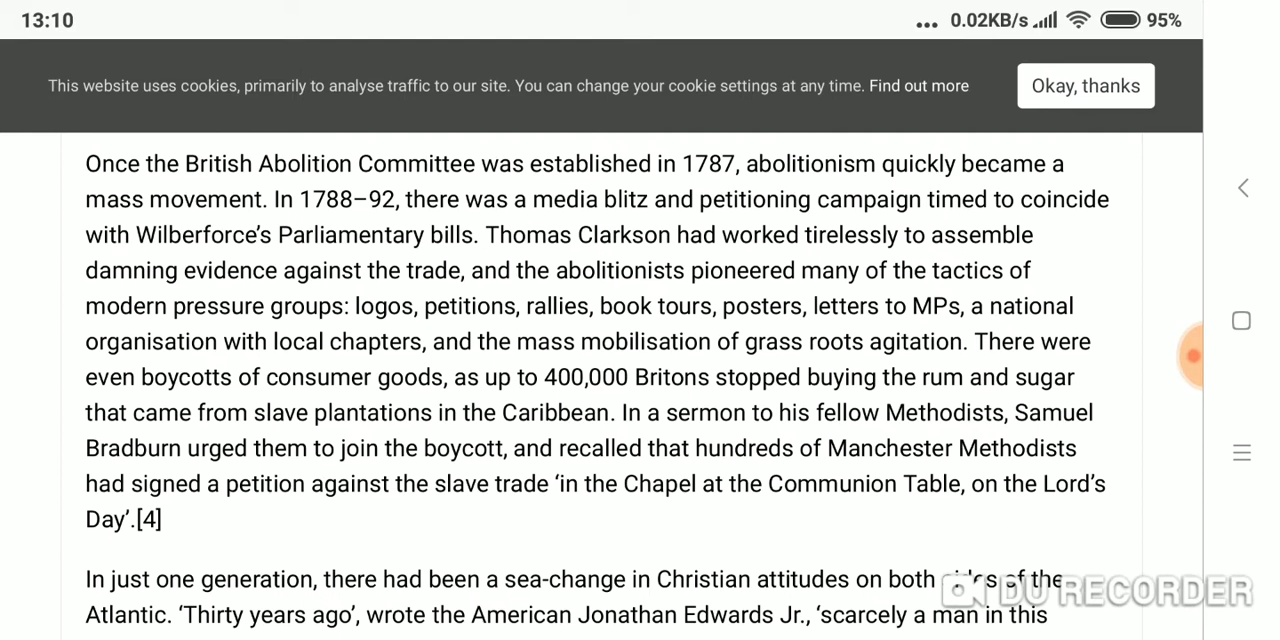 13:10
... 0.02KB/s 95%
This website uses cookies, primarily to analyse traffic to our site. You can change your cookie settings at any time. Find out more
Okay, thanks
Once the British Abolition Committee was established in 1787, abolitionism quickly became a
mass movement. In 1788–92, there was a media blitz and petitioning campaign timed to coincide
with Wilberforce’s Parliamentary bills. Thomas Clarkson had worked tirelessly to assemble
damning evidence against the trade, and the abolitionists pioneered many of the tactics of
modern pressure groups: logos, petitions, rallies, book tours, posters, letters to MPs, a national
organisation with local chapters, and the mass mobilisation of grass roots agitation. There were
even boycotts of consumer goods, as up to 400,000 Britons stopped buying the rum and sugar
that came from slave plantations in the Caribbean. In a sermon to his fellow Methodists, Samuel
Bradburn urged them to join the boycott, and recalled that hundreds of Manchester Methodists
had signed a petition against the slave trade ‘in the Chapel at the Communion Table, on the Lord’s
Day’.[4]
In just one generation, there had been a sea-change in Christian attitudes on both sides of the
DU RECORDER
Atlantic. ‘Thirty years ago’, wrote the American Jonathan Edwards Jr., ‘scarcely a man in this